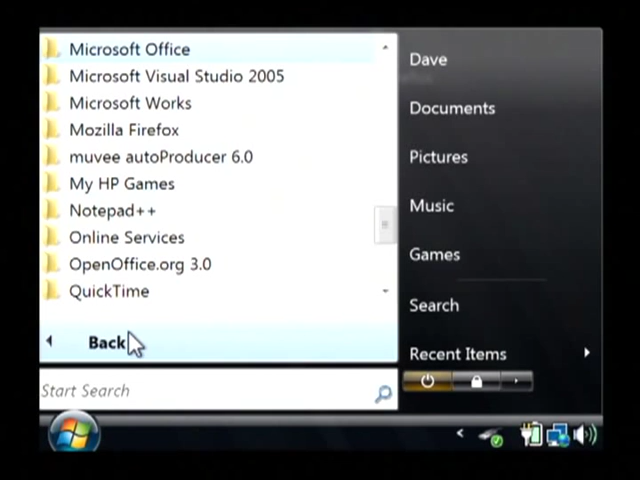 Microsoft Office
Microsoft Visual Studio 2005
Microsoft Works
Mozilla Firefox
muvee autoProducer 6.0
My HP Games
Notepad++
Online Services
OpenOffice.org 3.0
QuickTime
Back
Start Search
Dave
Documents
Pictures
Music
Games
Search
Recent Items